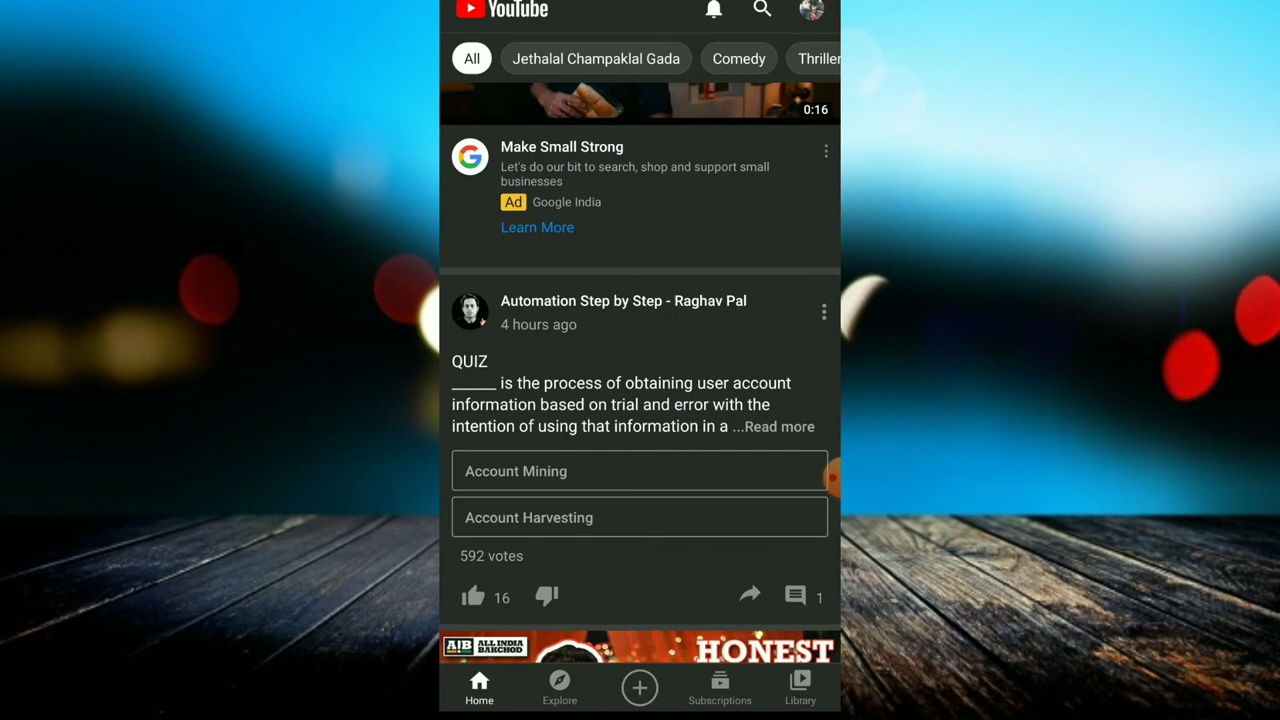 YouTube
All
Jethalal Champaklal Gada
Comedy
Thriller
0:16
Make Small Strong
Let's do our bit to search, shop and support small
businesses
Ad Google India
Learn More
Automation Step by Step - Raghav Pal
4 hours ago
QUIZ
______ is the process of obtaining user account
information based on trial and error with the
intention of using that information in a ...Read more
Account Mining
Account Harvesting
592 votes
16
1
AIB ALL INDIA
BAKCHOD
HONEST
Home
Explore
Subscriptions
Library